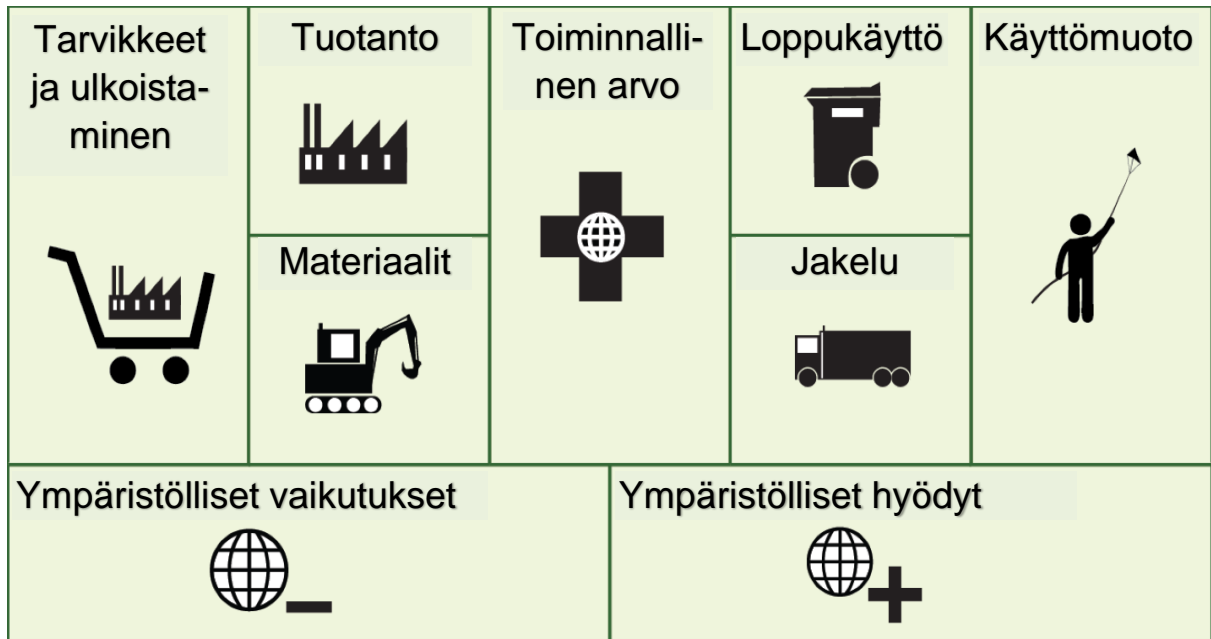 Tarvikkeet
ja ulkoista-
minen
Tuotanto
Materiaalit
Toiminnalli-
nen arvo
Loppukäyttö
Jakelu
Käyttömuoto
Ympäristölliset vaikutukset
Ympäristölliset hyödyt